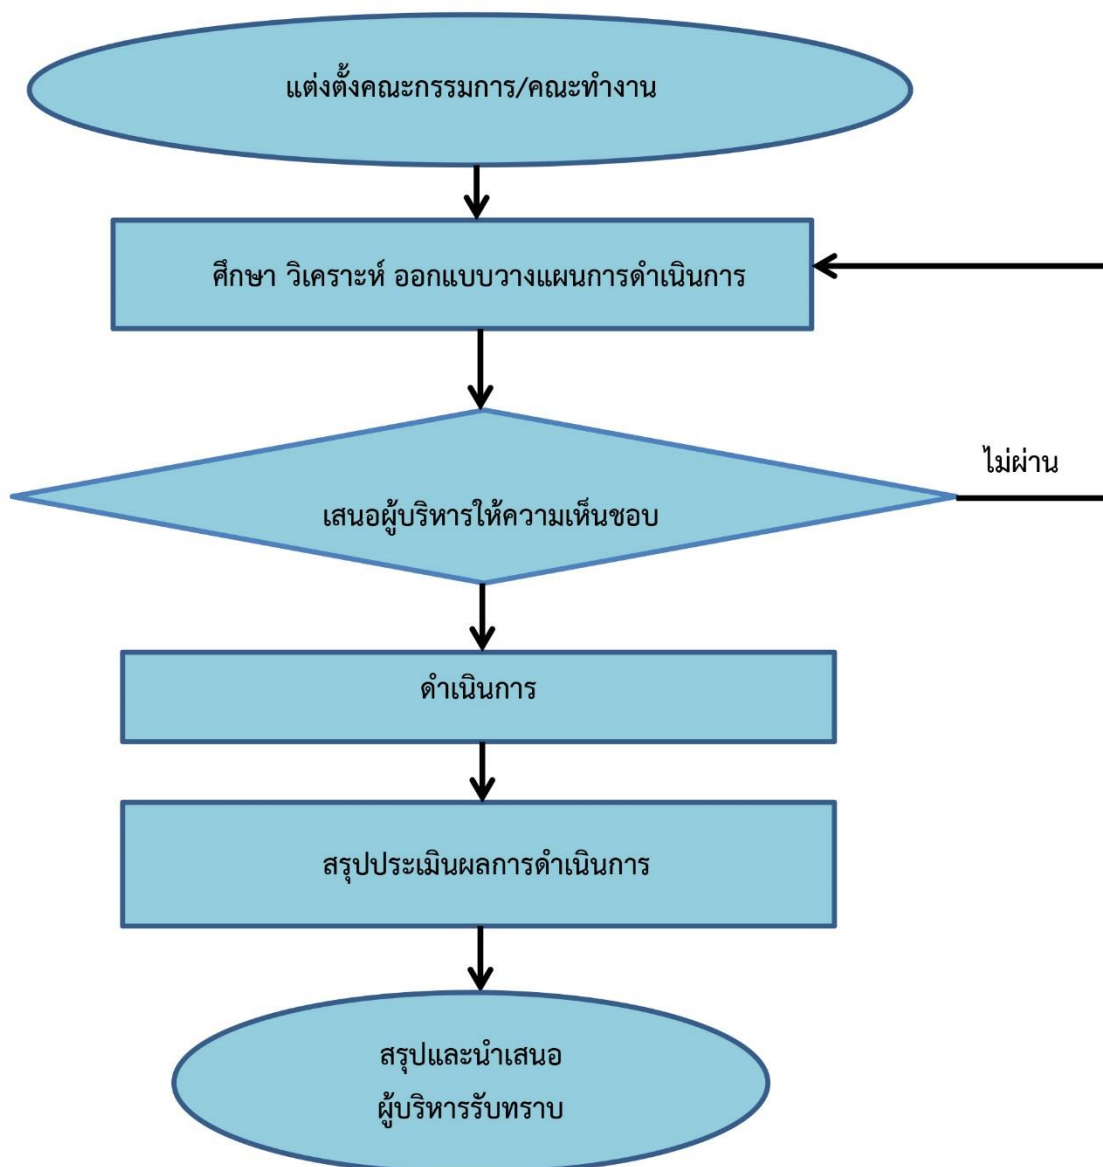 แต่งตั้งคณะกรรมการ/คณะทำงาน
ศึกษา วิเคราะห์ ออกแบบวางแผนการดำเนินการ
ไม่ผ่าน
เสนอผู้บริหารให้ความเห็นชอบ
ดำเนินการ
สรุปประเมินผลการดำเนินการ
สรุปและนำเสนอ
ผู้บริหารรับทราบ